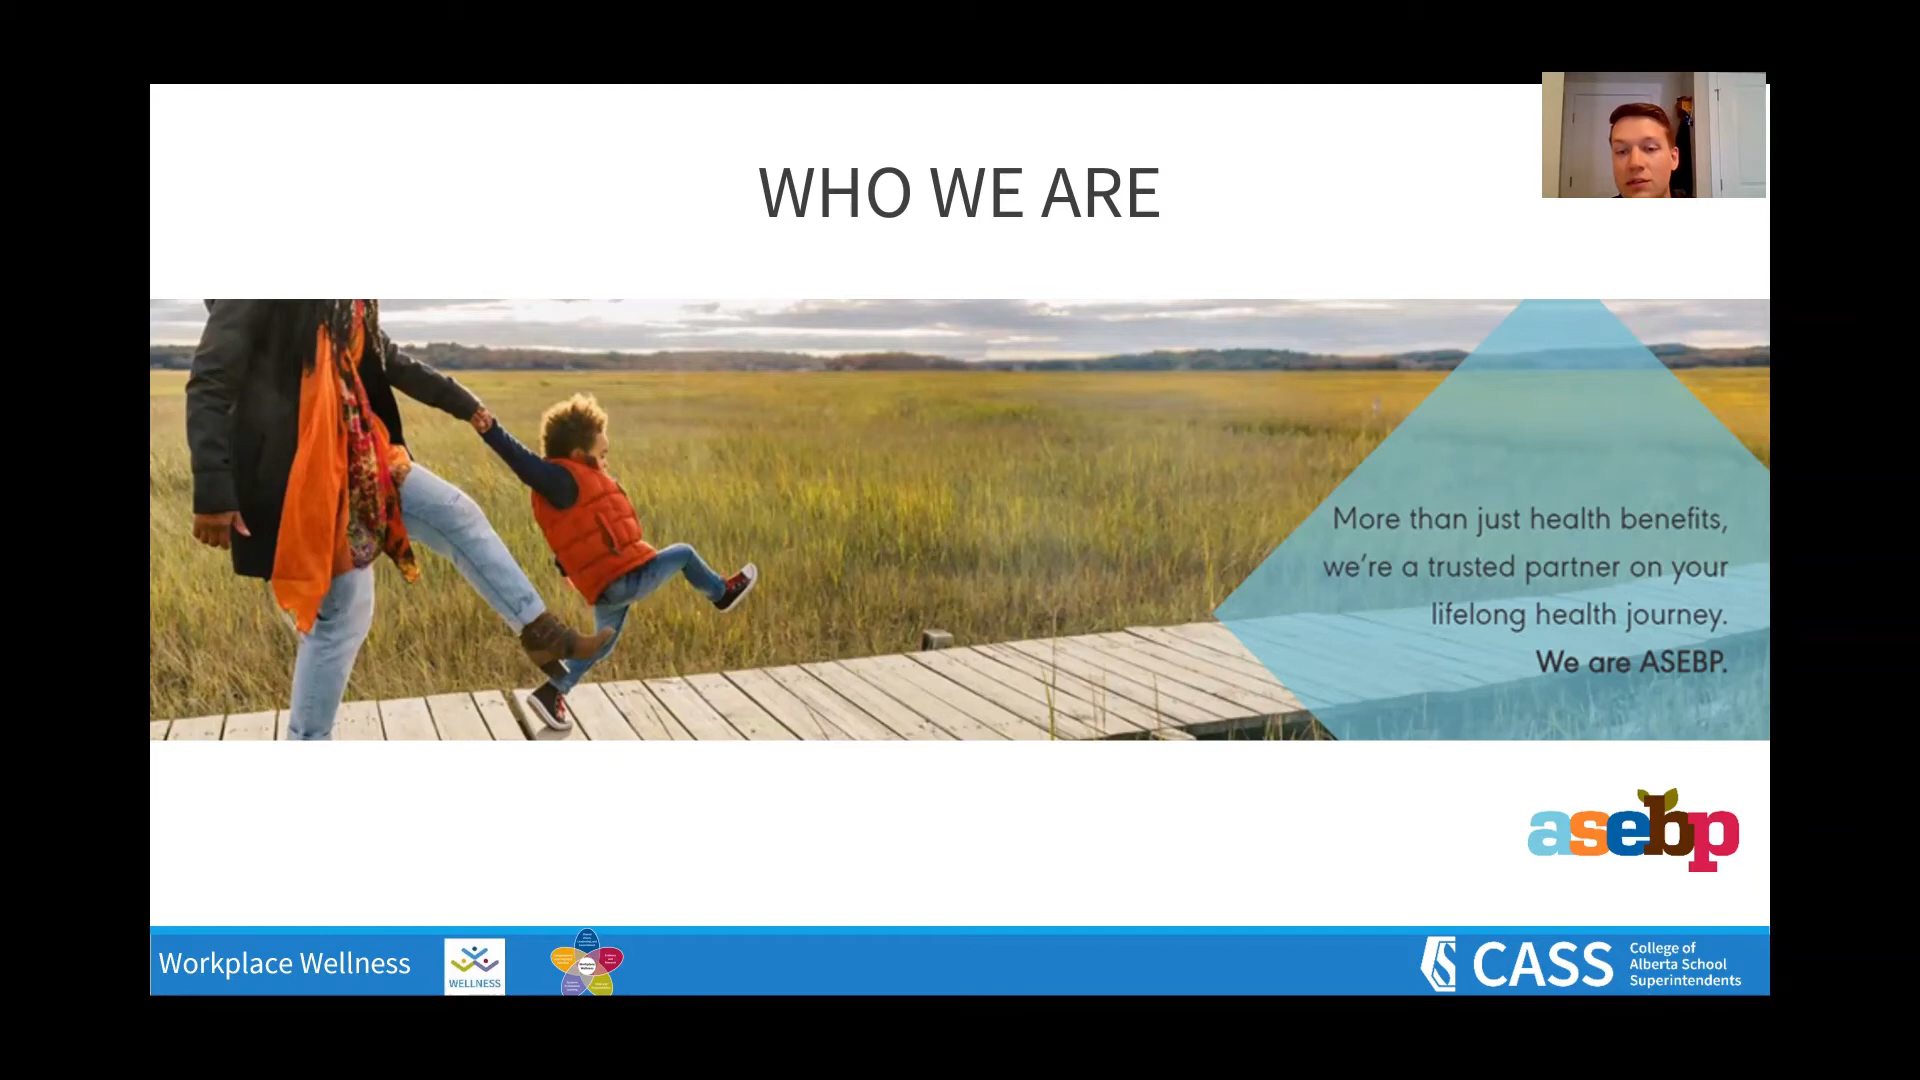 WHO WE ARE
More than just health benefits,
we're a trusted partner on your
lifelong health journey.
We are ASEBP.
asebp
Workplace Wellness
WELLNESS
CASS
College of
Alberta School
Superintendents